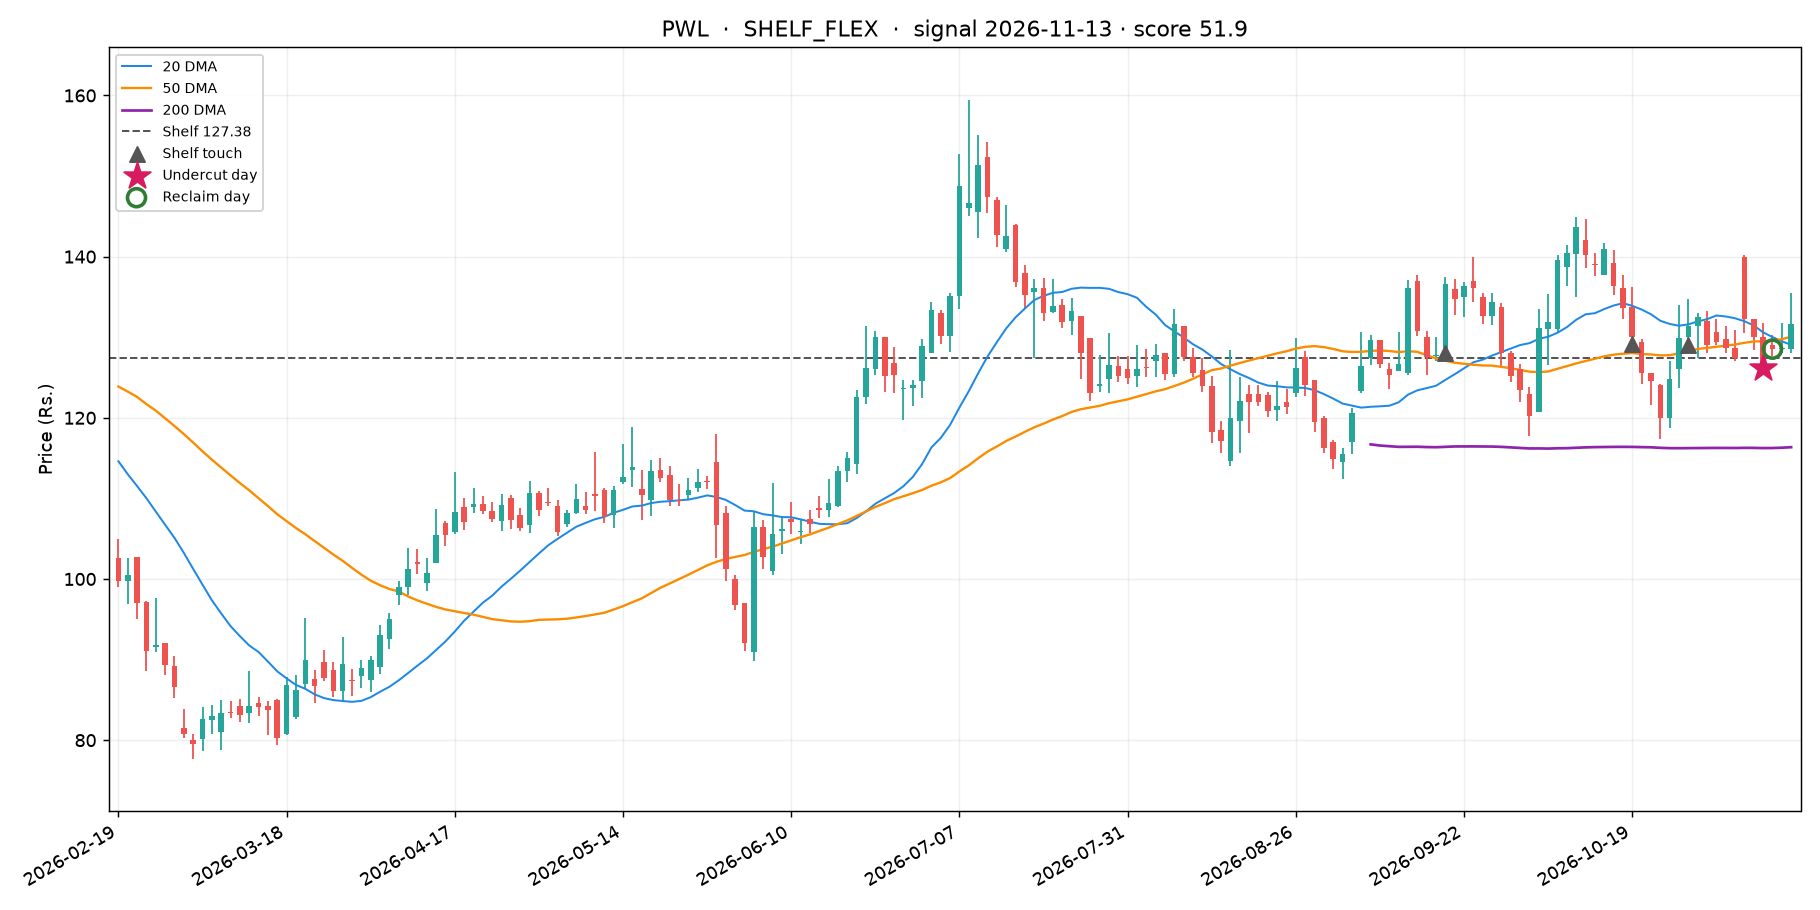 PWL · SHELF_FLEX · signal 2026-11-13 · score 51.9
20 DMA
50 DMA
200 DMA
Shelf 127.38
Shelf touch
Undercut day
Reclaim day
Price (Rs.)
160
140
120
100
80
2026-02-19
2026-03-18
2026-04-17
2026-05-14
2026-06-10
2026-07-07
2026-07-31
2026-08-26
2026-09-22
2026-10-19